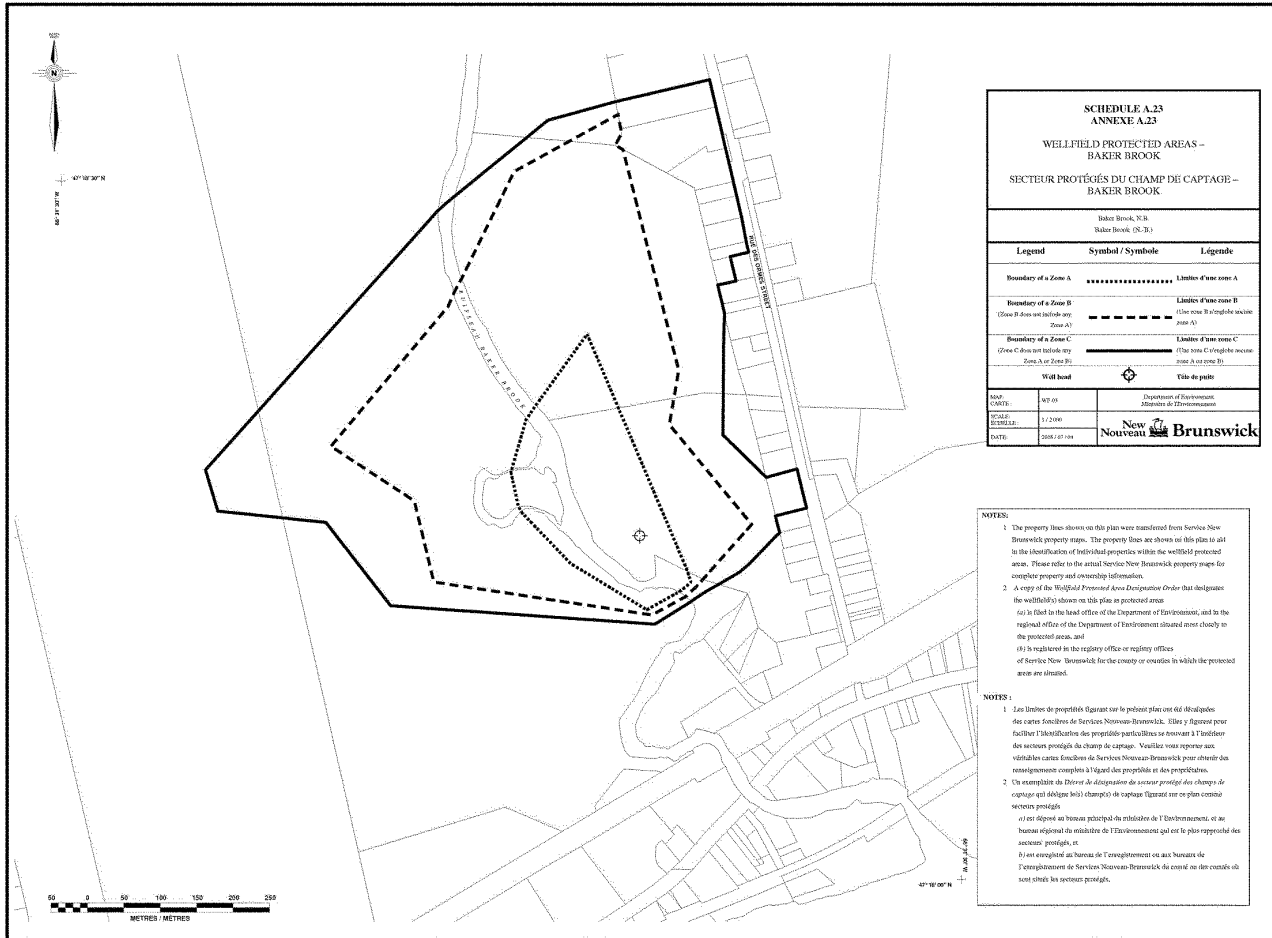 N
47° 18' 30" N
SCHEDULE A.23
ANNEXE A.23
WELLFIELD PROTECTED AREAS –
BAKER BROOK
SECTEUR PROTÉGÉS DU CHAMP DE CAPTAGE –
BAKER BROOK
Baker Brook, N.B.
Baker Brook (N.-B.)
Legend Symbol / Symbole Légende
Boundary of a Zone A Limites d'une zone A
Boundary of a Zone B Limites d'une zone B
(Zone B does not include any (Une zone B n'englobe aucune
Zone A) zone A)
Boundary of a Zone C Limites d'une zone C
(Zone C does not include any (Une zone C n'englobe aucune
Zone A or Zone B) zone A ou zone B)
Well head Tête de puits
MAP: Department of Environment
CARTE: Ministère de l'Environnement
SCALE: 1 / 2 000
ÉCHELLE: New Nouveau Brunswick
DATE:
RUE DES ORMES STREET
RUISSEAU BAKER BROOK
NOTES:
1 The property lines shown on this plan were transferred from Service New
Brunswick property maps. The property lines are shown on this plan to aid
in the identification of individual properties within the wellfield protected
areas. Please refer to the actual Service New Brunswick property maps for
complete property and ownership information.
2 A copy of the Wellfield Protected Area Designation Order that designates
the wellfield(s) shown on this plan as protected areas
(a) is filed in the head office of the Department of Environment, and in the
regional office of the Department of Environment situated most closely to
the protected areas, and
(b) is registered in the registry office or registry offices
of Service New Brunswick for the county or counties in which the protected
areas are situated.
NOTES :
1 Les limites de propriétés figurant sur le présent plan ont été décalquées
des cartes foncières de Services Nouveau-Brunswick. Elles y figurent pour
faciliter l'identification des propriétés particulières se trouvant à l'intérieur
des secteurs protégés du champ de captage. Veuillez vous reporter aux
véritables cartes foncières de Services Nouveau-Brunswick pour obtenir des
renseignements complets à l'égard des propriétés et des propriétaires.
2 Un exemplaire du Décret de désignation du secteur protégé des champs de
captage qui désigne le(s) champ(s) de captage figurant sur ce plan comme
secteurs protégés
a) est déposé au bureau principal du ministère de l'Environnement, et au
bureau régional du ministère de l'Environnement qui est le plus rapproché des
secteurs protégés, et
b) est enregistré au bureau de l'enregistrement ou aux bureaux de
l'enregistrement de Services Nouveau-Brunswick du comté ou des comtés où
sont situés les secteurs protégés.
47° 18' 00" N
50 0 50 100 150 200 250
METRES / MÈTRES